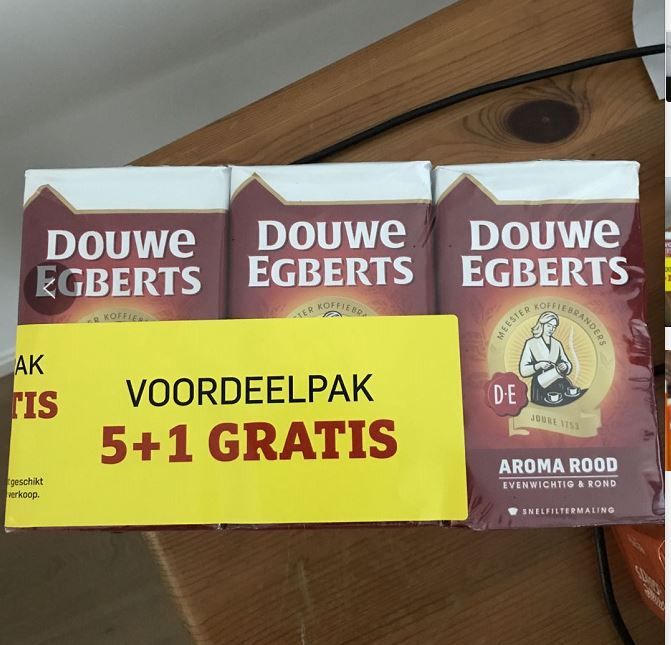 DOUWE
EGBERTS
DOUWE
EGBERTS
DOUWE
EGBERTS
MEESTER KOFFIEBRANDERS
D·E
JOURE 1753
AROMA ROOD
EVENWICHTIG & ROND
SNELFILTERMALING
VOORDEELPAK
5+1 GRATIS
AK
TIS
geschikt
verkoop.